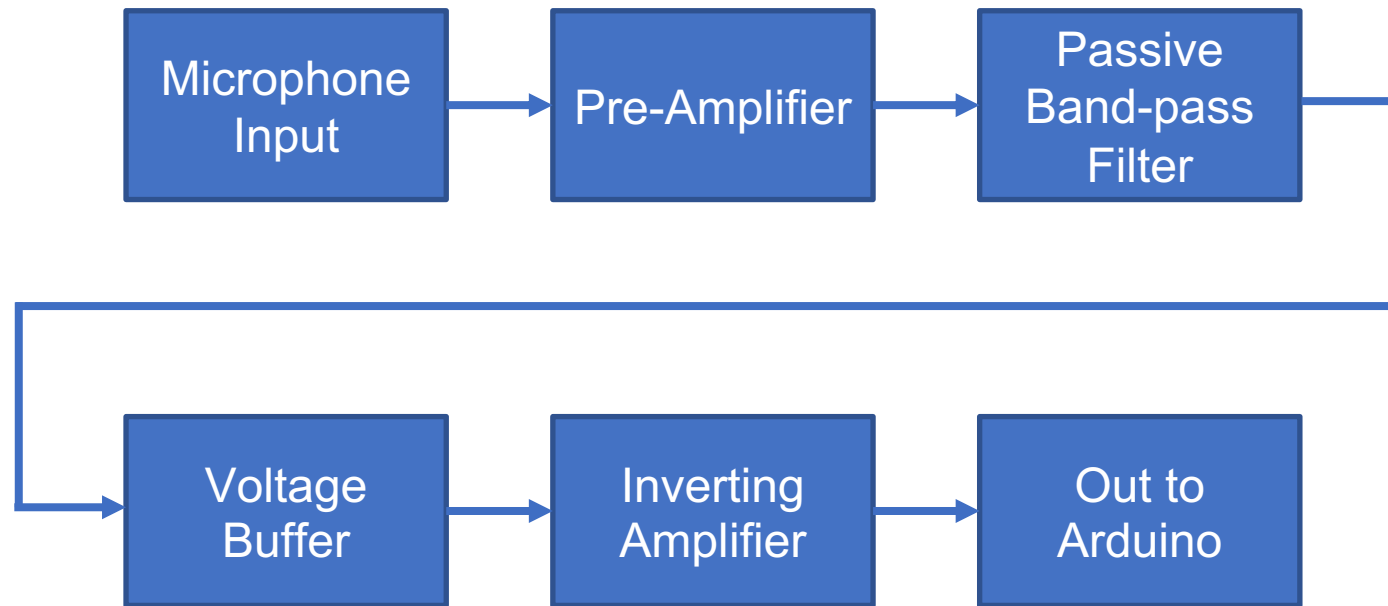 Microphone
Input
Pre-Amplifier
Passive
Band-pass
Filter
Voltage
Buffer
Inverting
Amplifier
Out to
Arduino